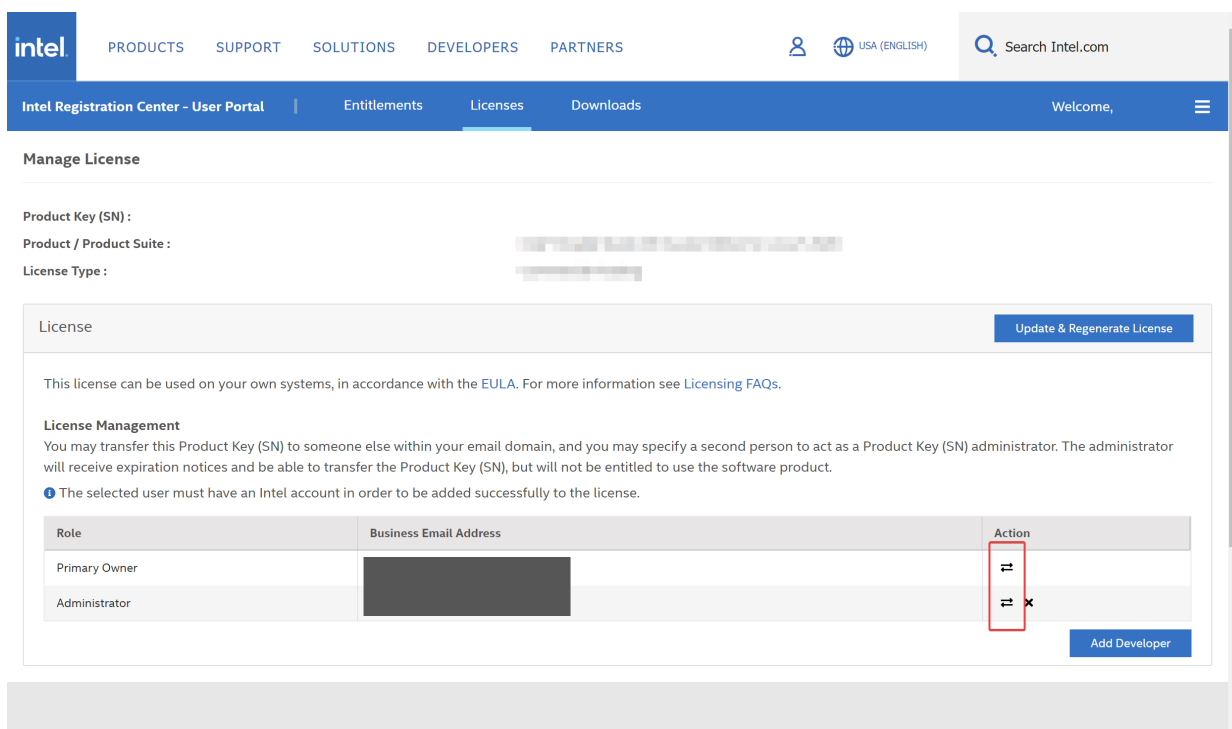 intel.
PRODUCTS SUPPORT SOLUTIONS DEVELOPERS PARTNERS USA (ENGLISH) Search Intel.com
Intel Registration Center - User Portal | Entitlements Licenses Downloads Welcome,
Manage License
Product Key (SN) :
Product / Product Suite :
License Type :
License Update & Regenerate License
This license can be used on your own systems, in accordance with the EULA. For more information see Licensing FAQs.
License Management
You may transfer this Product Key (SN) to someone else within your email domain, and you may specify a second person to act as a Product Key (SN) administrator. The administrator
will receive expiration notices and be able to transfer the Product Key (SN), but will not be entitled to use the software product.
The selected user must have an Intel account in order to be added successfully to the license.
Role Business Email Address Action
Primary Owner
Administrator
Add Developer